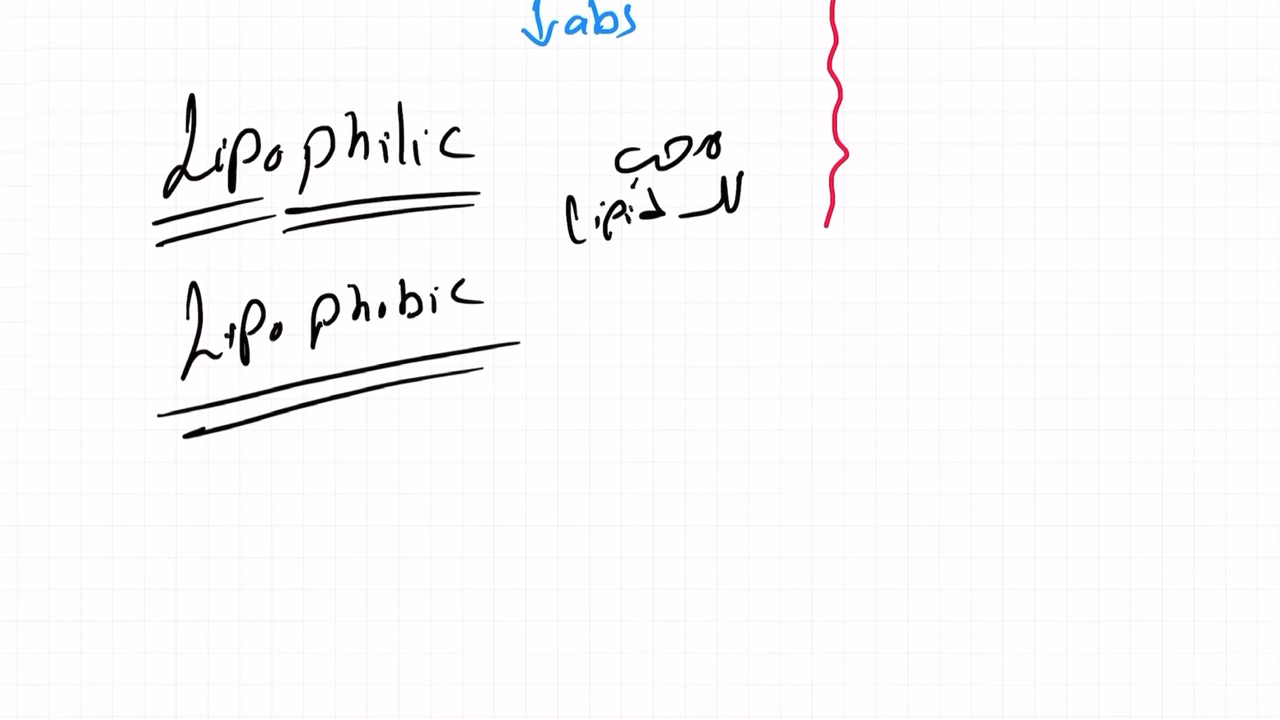 ↓ abs
Lipophilic
محب
لل lipid
Lipophobic